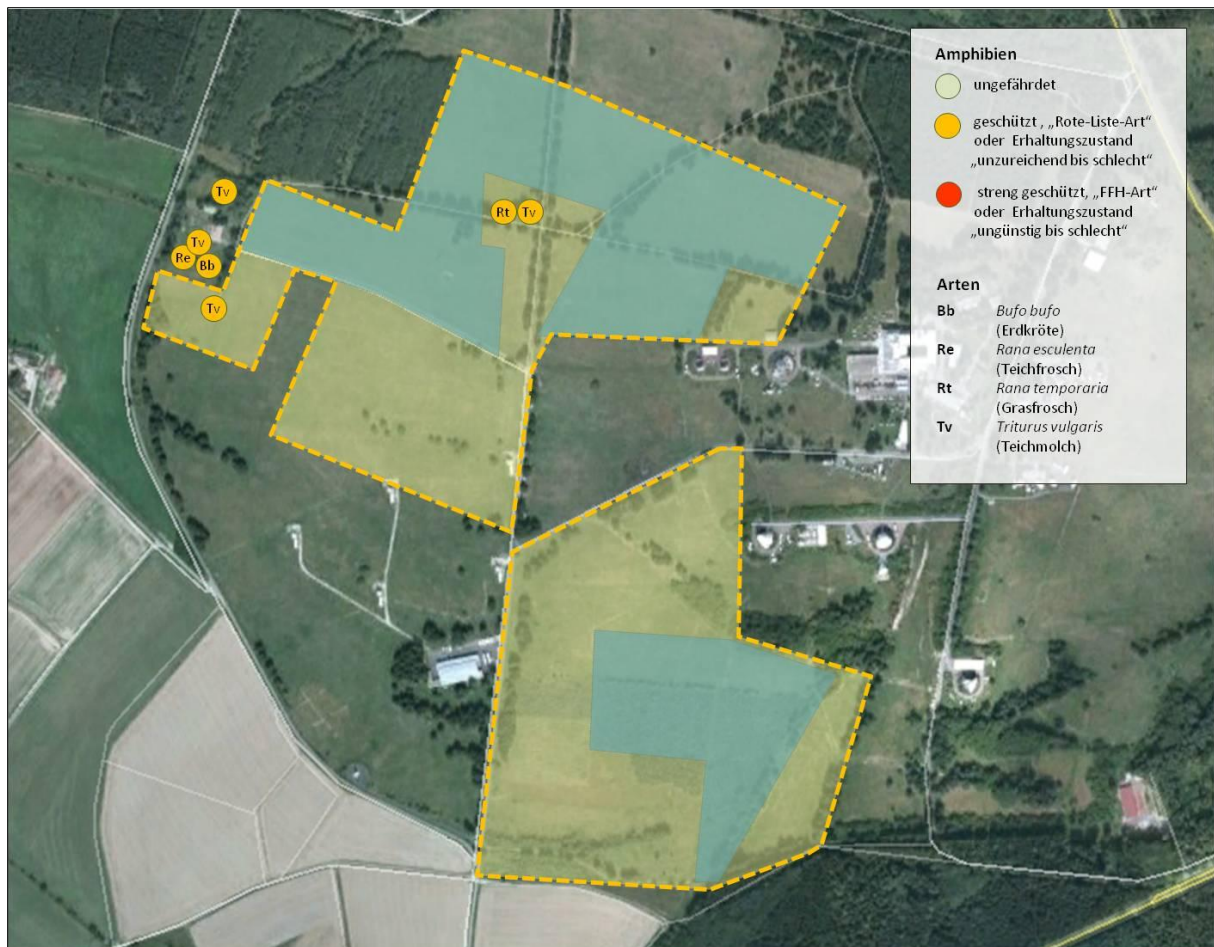 Amphibien
ungefährdet
geschützt , „Rote-Liste-Art“
oder Erhaltungszustand
„unzureichend bis schlecht“
streng geschützt, „FFH-Art“
oder Erhaltungszustand
„ungünstig bis schlecht“
Arten
Bb Bufo bufo
(Erdkröte)
Re Rana esculenta
(Teichfrosch)
Rt Rana temporaria
(Grasfrosch)
Tv Triturus vulgaris
(Teichmolch)
Tv
Rt Tv
Tv
Re
Bb
Tv